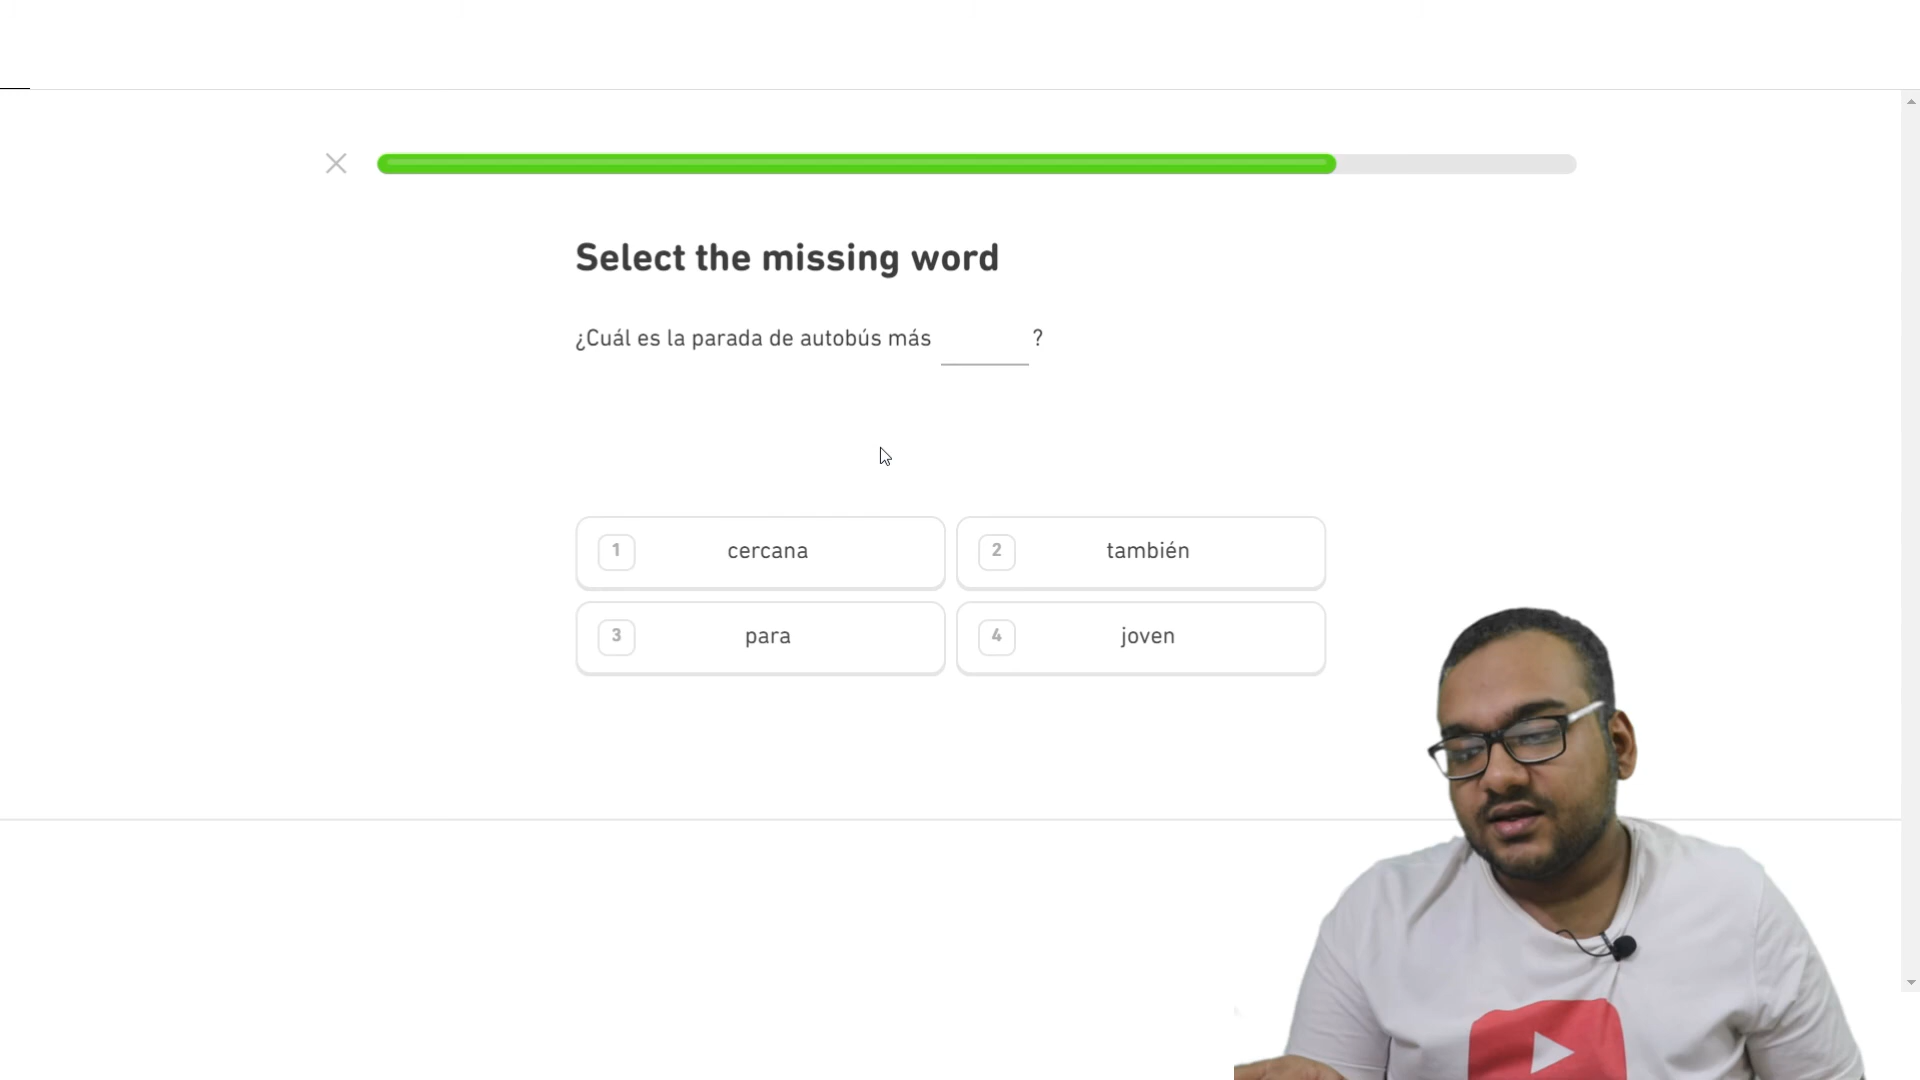 Select the missing word
¿Cuál es la parada de autobús más ______ ?
1 cercana
2 también
3 para
4 joven